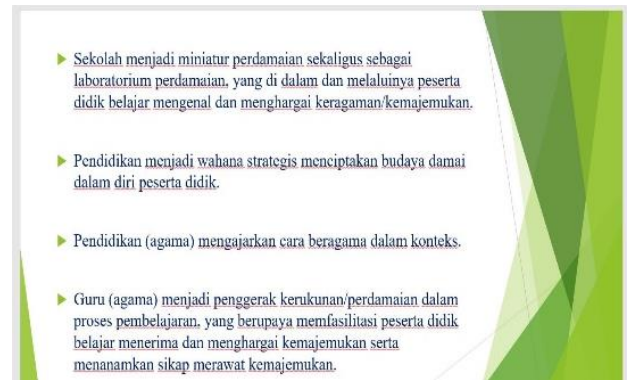 Sekolah menjadi miniatur perdamaian sekaligus sebagai
laboratorium perdamaian, yang di dalam dan melaluinya peserta
didik belajar mengenal dan menghargai keragaman/kemajemukan.
Pendidikan menjadi wahana strategis menciptakan budaya damai
dalam diri peserta didik.
Pendidikan (agama) mengajarkan cara beragama dalam konteks.
Guru (agama) menjadi penggerak kerukunan/perdamaian dalam
proses pembelajaran, yang berupaya memfasilitasi peserta didik
belajar menerima dan menghargai kemajemukan serta
menanamkan sikap merawat kemajemukan.